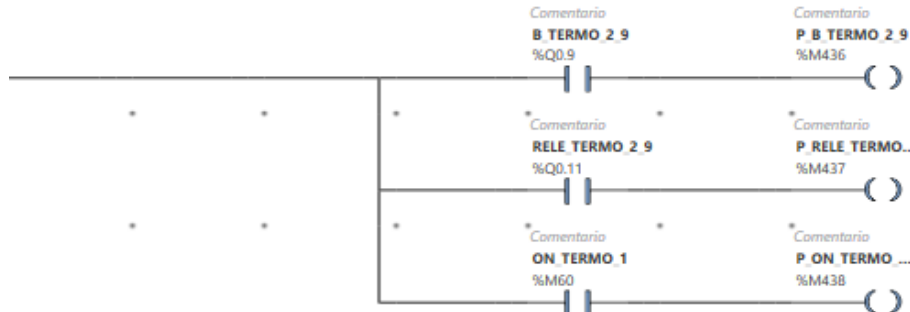 Comentario
B_TERMO_2_9
%Q0.9
Comentario
P_B_TERMO_2_9
%M436
Comentario
RELE_TERMO_2_9
%Q0.11
Comentario
P_RELE_TERMO...
%M437
Comentario
ON_TERMO_1
%M60
Comentario
P_ON_TERMO_...
%M438